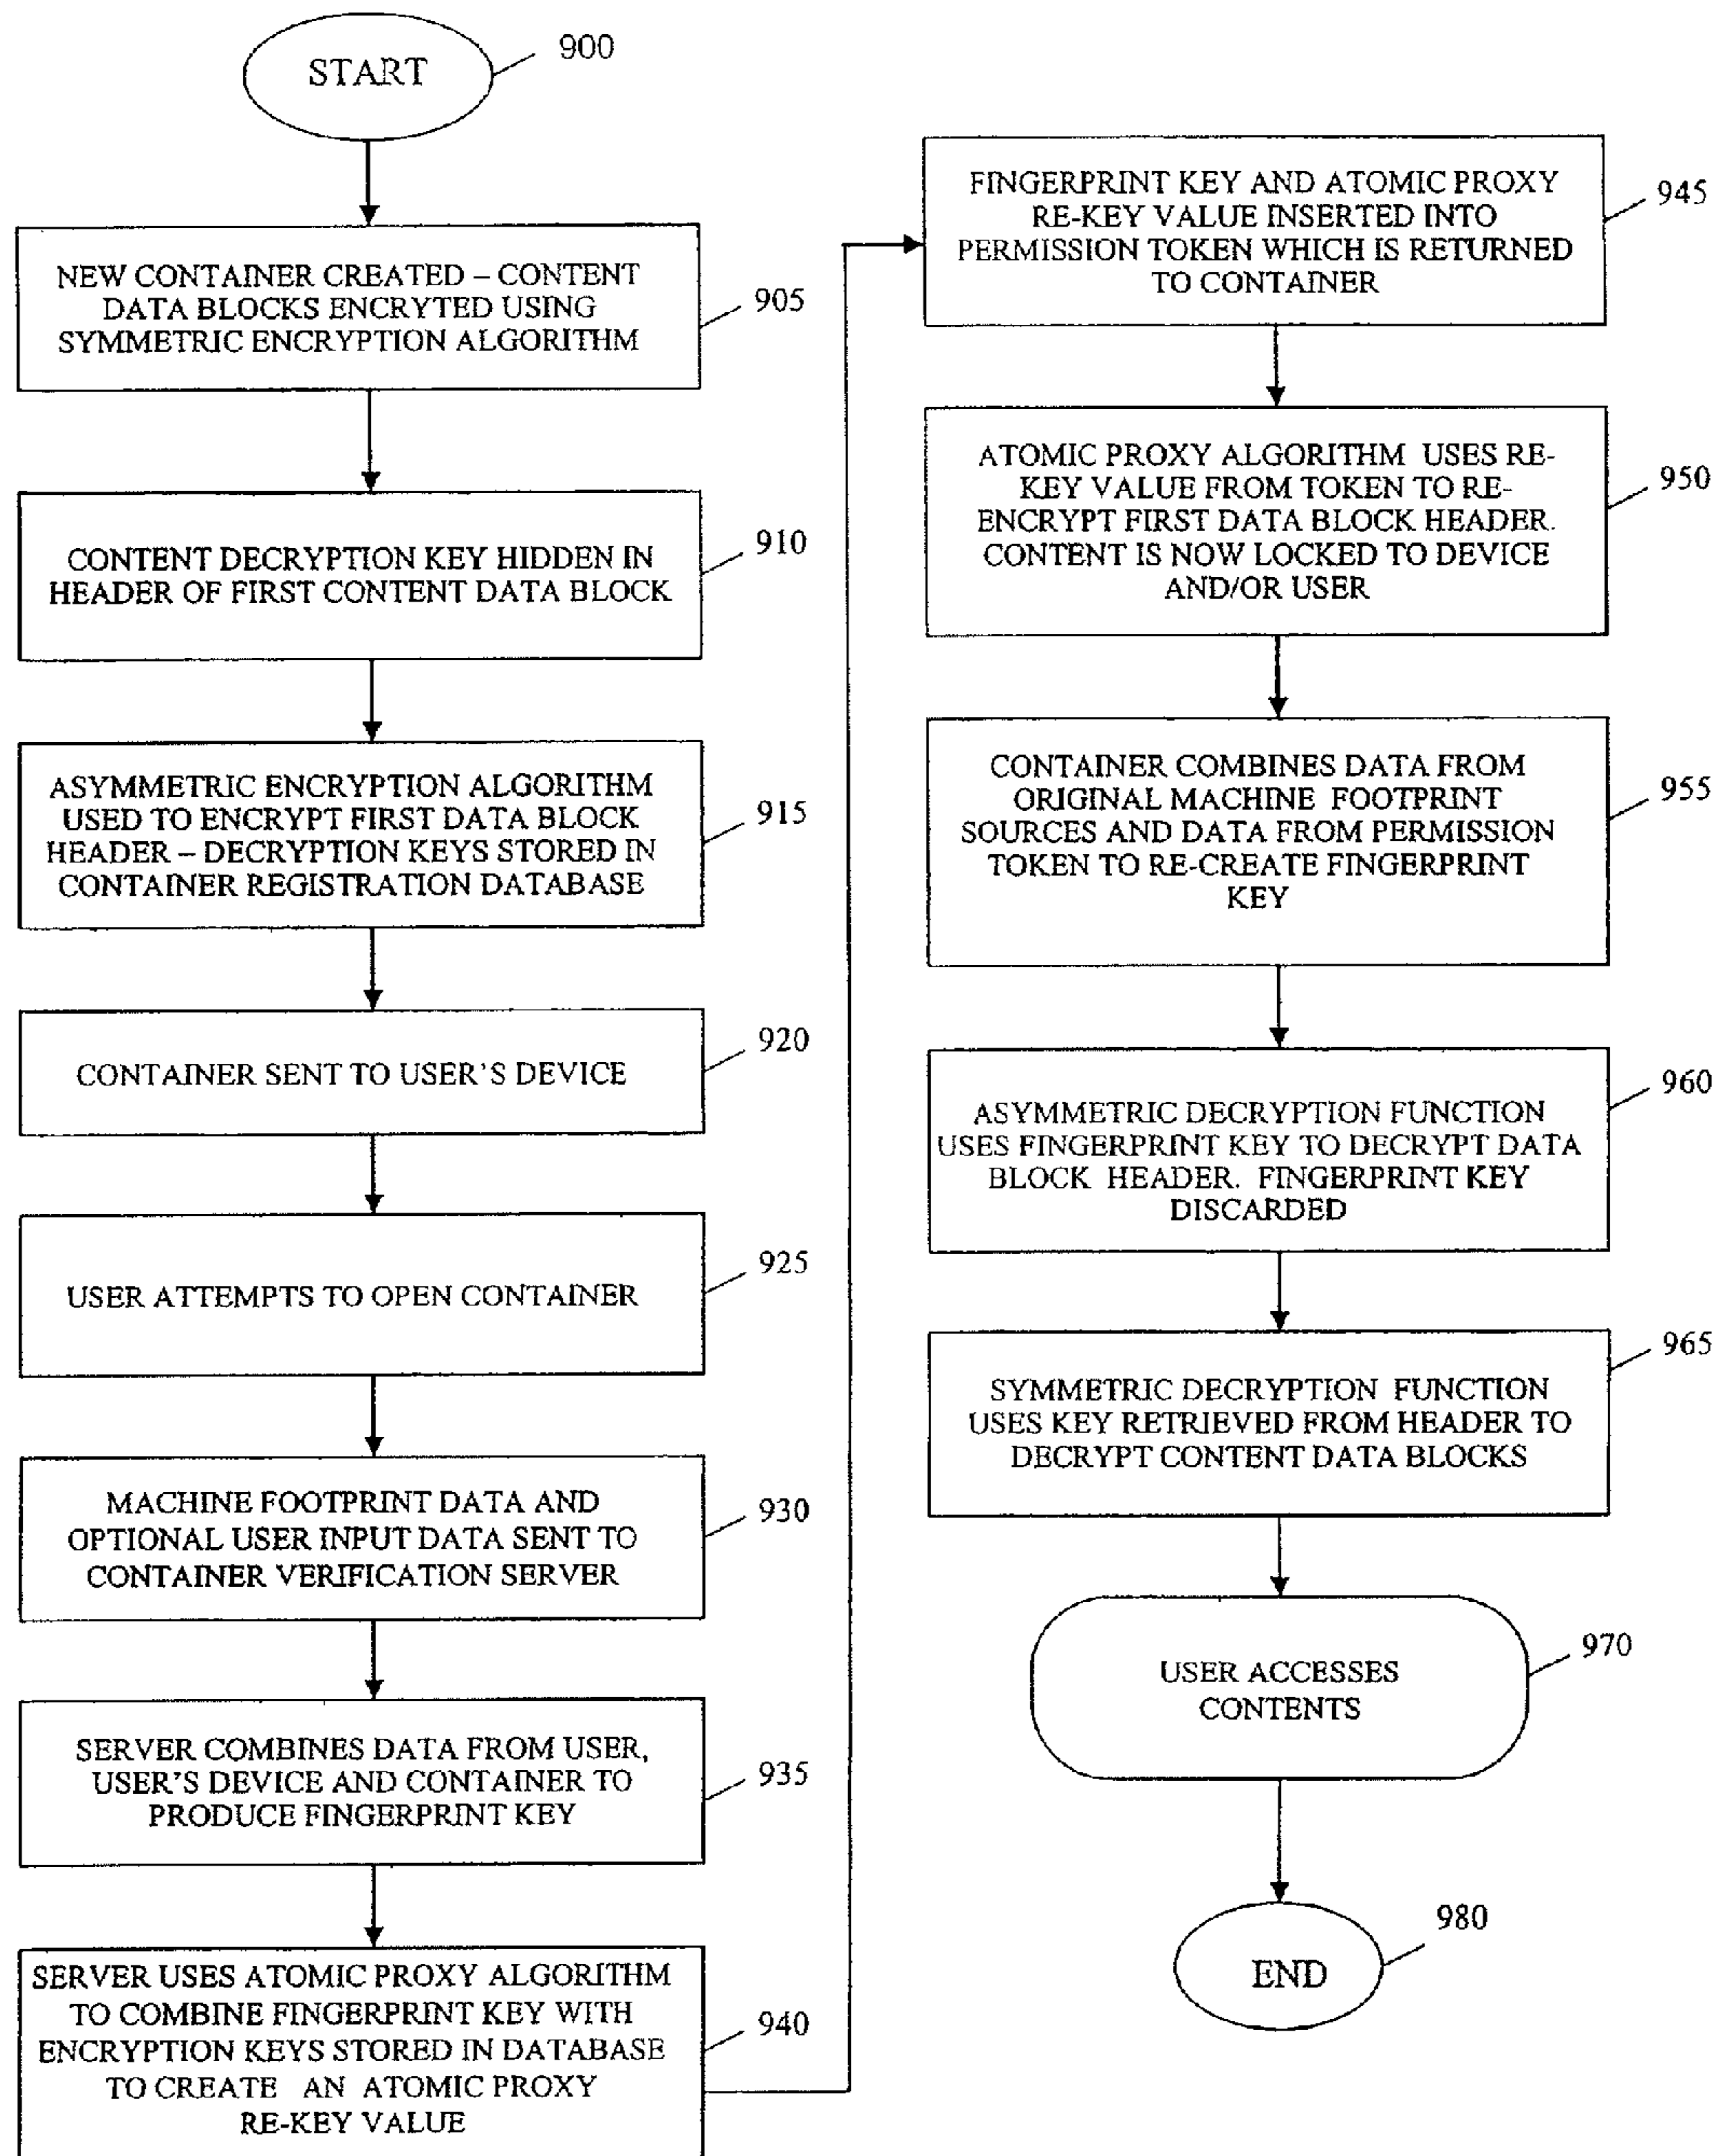 START
900
NEW CONTAINER CREATED – CONTENT
DATA BLOCKS ENCRYTED USING
SYMMETRIC ENCRYPTION ALGORITHM
905
CONTENT DECRYPTION KEY HIDDEN IN
HEADER OF FIRST CONTENT DATA BLOCK
910
ASYMMETRIC ENCRYPTION ALGORITHM
USED TO ENCRYPT FIRST DATA BLOCK
HEADER – DECRYPTION KEYS STORED IN
CONTAINER REGISTRATION DATABASE
915
CONTAINER SENT TO USER'S DEVICE
920
USER ATTEMPTS TO OPEN CONTAINER
925
MACHINE FOOTPRINT DATA AND
OPTIONAL USER INPUT DATA SENT TO
CONTAINER VERIFICATION SERVER
930
SERVER COMBINES DATA FROM USER,
USER'S DEVICE AND CONTAINER TO
PRODUCE FINGERPRINT KEY
935
SERVER USES ATOMIC PROXY ALGORITHM
TO COMBINE FINGERPRINT KEY WITH
ENCRYPTION KEYS STORED IN DATABASE
TO CREATE AN ATOMIC PROXY
RE-KEY VALUE
940
FINGERPRINT KEY AND ATOMIC PROXY
RE-KEY VALUE INSERTED INTO
PERMISSION TOKEN WHICH IS RETURNED
TO CONTAINER
945
ATOMIC PROXY ALGORITHM USES RE-
KEY VALUE FROM TOKEN TO RE-
ENCRYPT FIRST DATA BLOCK HEADER.
CONTENT IS NOW LOCKED TO DEVICE
AND/OR USER
950
CONTAINER COMBINES DATA FROM
ORIGINAL MACHINE FOOTPRINT
SOURCES AND DATA FROM PERMISSION
TOKEN TO RE-CREATE FINGERPRINT
KEY
955
ASYMMETRIC DECRYPTION FUNCTION
USES FINGERPRINT KEY TO DECRYPT DATA
BLOCK HEADER. FINGERPRINT KEY
DISCARDED
960
SYMMETRIC DECRYPTION FUNCTION
USES KEY RETRIEVED FROM HEADER TO
DECRYPT CONTENT DATA BLOCKS
965
USER ACCESSES
CONTENTS
970
END
980